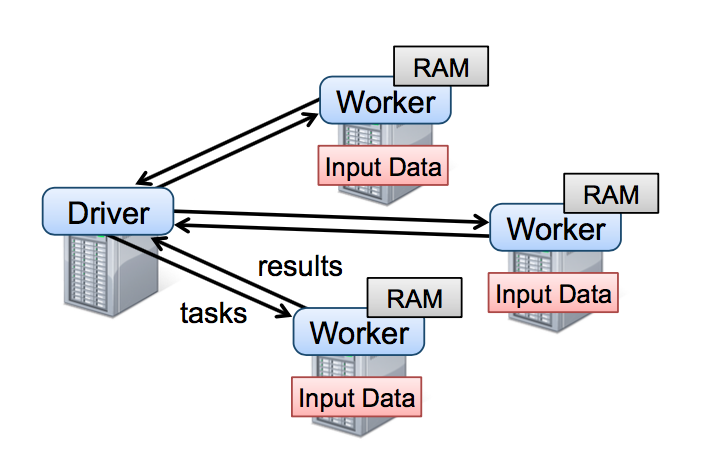 RAM
Worker
Input Data
RAM
Driver
Worker
results
Input Data
tasks
RAM
Worker
Input Data